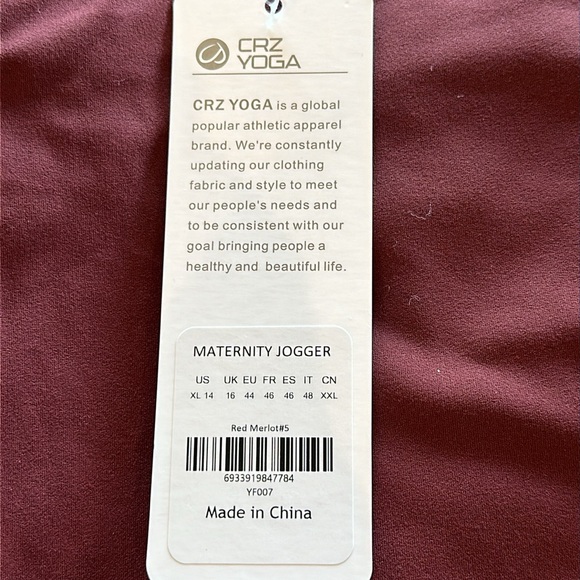 CRZ
YOGA
CRZ YOGA is a global
popular athletic apparel
brand. We're constantly
updating our clothing
fabric and style to meet
our people's needs and
to be consistent with our
goal bringing people a
healthy and beautiful life.
MATERNITY JOGGER
US UK EU FR ES IT CN
XL 14 16 44 46 46 48 XXL
Red Merlot#5
6933919847784
YF007
Made in China